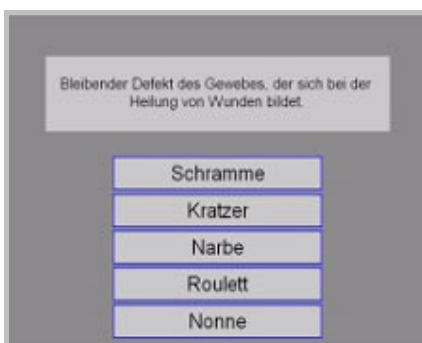 Bleibender Defekt des Gewebes, der sich bei der
Heilung von Wunden bildet.
Schramme
Kratzer
Narbe
Roulett
Nonne